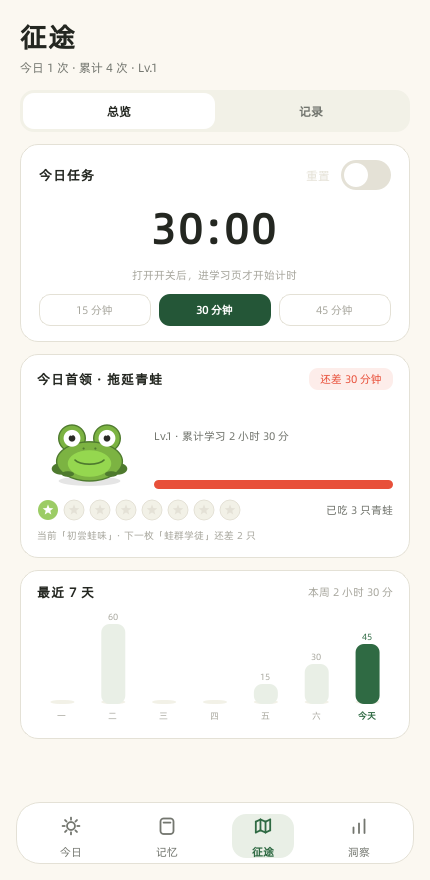 征途
今日 1 次 · 累计 4 次 · Lv.1
总览
记录
今日任务
重置
30:00
打开开关后，进学习页才开始计时
15 分钟
30 分钟
45 分钟
今日首领 · 拖延青蛙
还差 30 分钟
Lv.1 · 累计学习 2 小时 30 分
已吃 3 只青蛙
当前「初尝蛙味」· 下一枚「蛙群学徒」还差 2 只
最近 7 天
本周 2 小时 30 分
60
15
30
45
一
二
三
四
五
六
今天
今日
记忆
征途
洞察